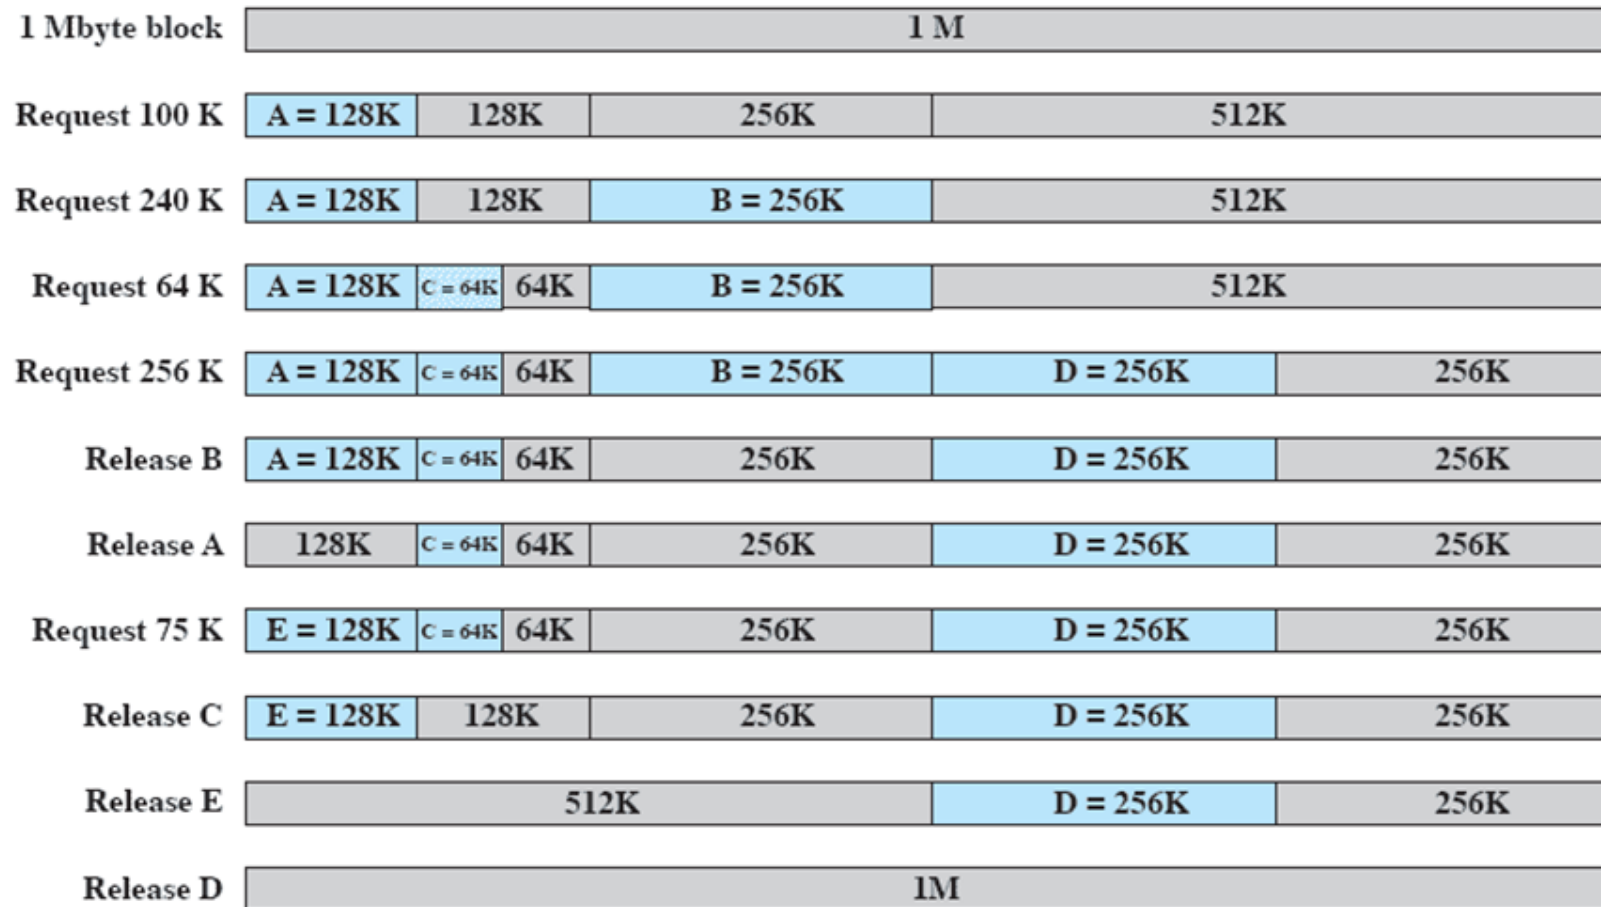 1 Mbyte block 1 M
Request 100 K A = 128K 128K 256K 512K
Request 240 K A = 128K 128K B = 256K 512K
Request 64 K A = 128K C = 64K 64K B = 256K 512K
Request 256 K A = 128K C = 64K 64K B = 256K D = 256K 256K
Release B A = 128K C = 64K 64K 256K D = 256K 256K
Release A 128K C = 64K 64K 256K D = 256K 256K
Request 75 K E = 128K C = 64K 64K 256K D = 256K 256K
Release C E = 128K 128K 256K D = 256K 256K
Release E 512K D = 256K 256K
Release D 1M